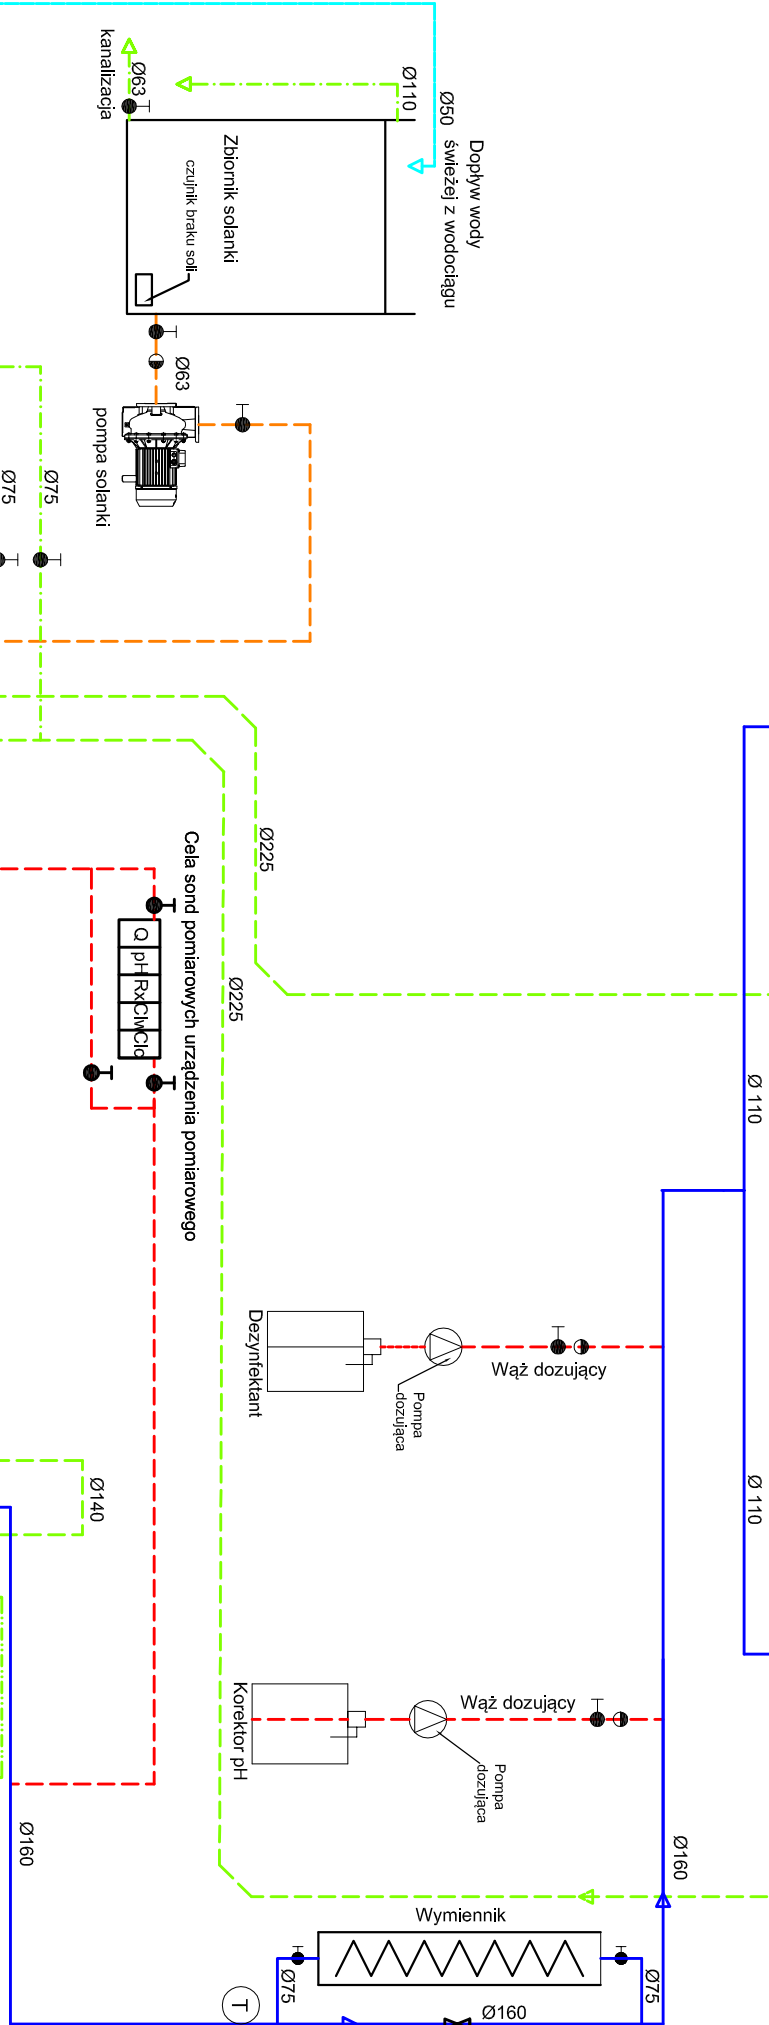 Ø50
Dopływ wody
świeżej z wodociągu
Ø110
Ø63
kanalizacja
Zbiornik solanki
czujnik braku soli
Ø63
pompa solanki
Ø75
Ø75
Ø225
Ø225
Cela sond pomiarowych urządzenia pomiarowego
Q
pH
Rx
Clw
Clc
Ø 110
Dezynfektant
Pompa
dozująca
Wąż dozujący
Ø 110
Ø140
Korektor pH
Pompa
dozująca
Wąż dozujący
Ø160
Ø160
Wymiennik
Ø75
Ø75
T
Ø160